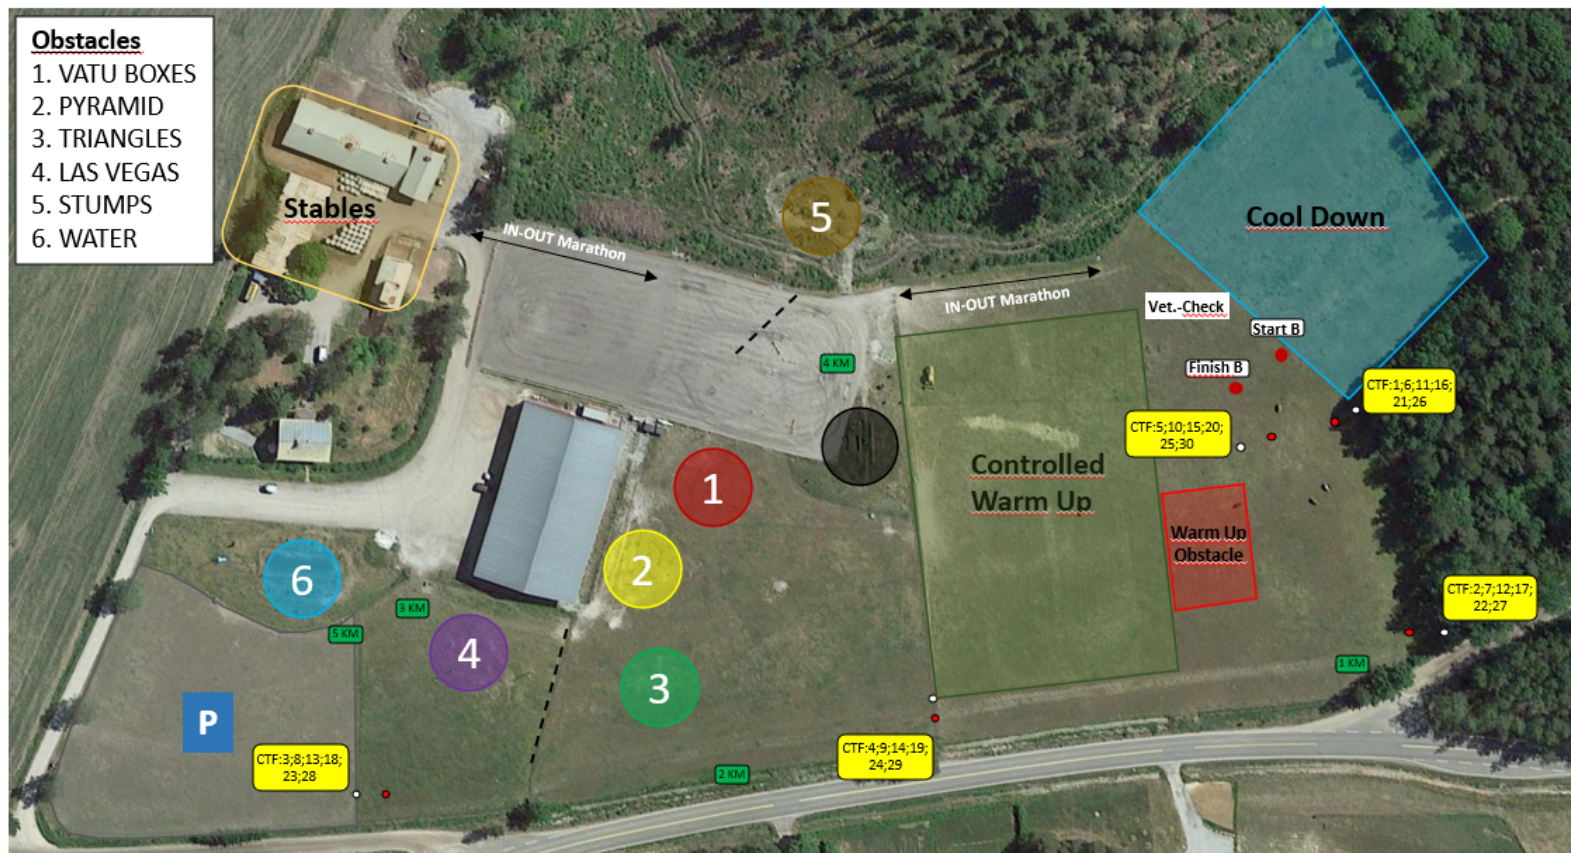 Obstacles
1. VATU BOXES
2. PYRAMID
3. TRIANGLES
4. LAS VEGAS
5. STUMPS
6. WATER
Stables
IN-OUT Marathon
5
Cool Down
IN-OUT Marathon
Vet.-Check
Start B
Finish B
4 KM
CTF:1;6;11;16;
21;26
CTF:5;10;15;20;
25;30
Controlled
Warm Up
1
Warm Up
Obstacle
2
6
CTF:2;7;12;17;
22;27
3 KM
5 KM
4
3
1 KM
P
CTF:3;8;13;18;
23;28
CTF:4;9;14;19;
24;29
2 KM